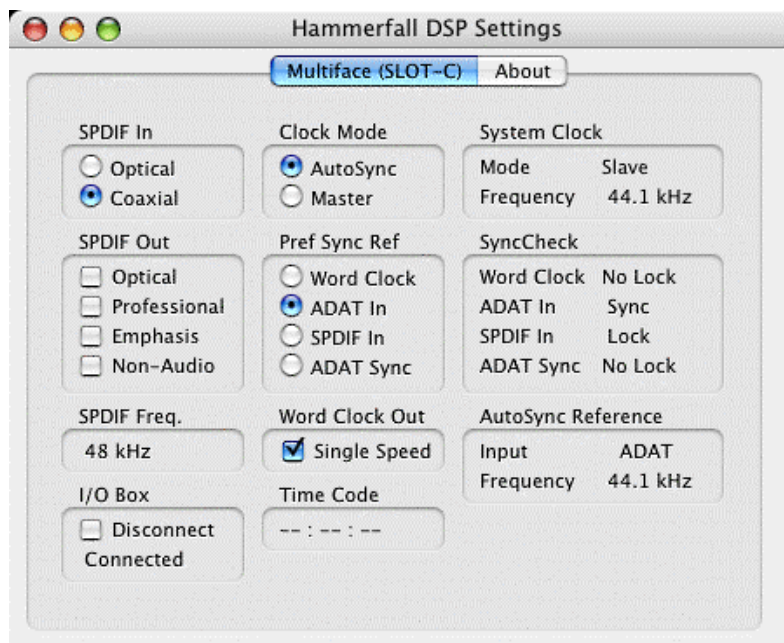 Hammerfall DSP Settings
Multiface (SLOT-C) About
SPDIF In
Optical
Coaxial
Clock Mode
AutoSync
Master
System Clock
Mode Slave
Frequency 44.1 kHz
SPDIF Out
Optical
Professional
Emphasis
Non-Audio
Pref Sync Ref
Word Clock
ADAT In
SPDIF In
ADAT Sync
SyncCheck
Word Clock No Lock
ADAT In Sync
SPDIF In Lock
ADAT Sync No Lock
SPDIF Freq.
48 kHz
Word Clock Out
Single Speed
AutoSync Reference
Input ADAT
Frequency 44.1 kHz
I/O Box
Disconnect
Connected
Time Code
-- : -- : --